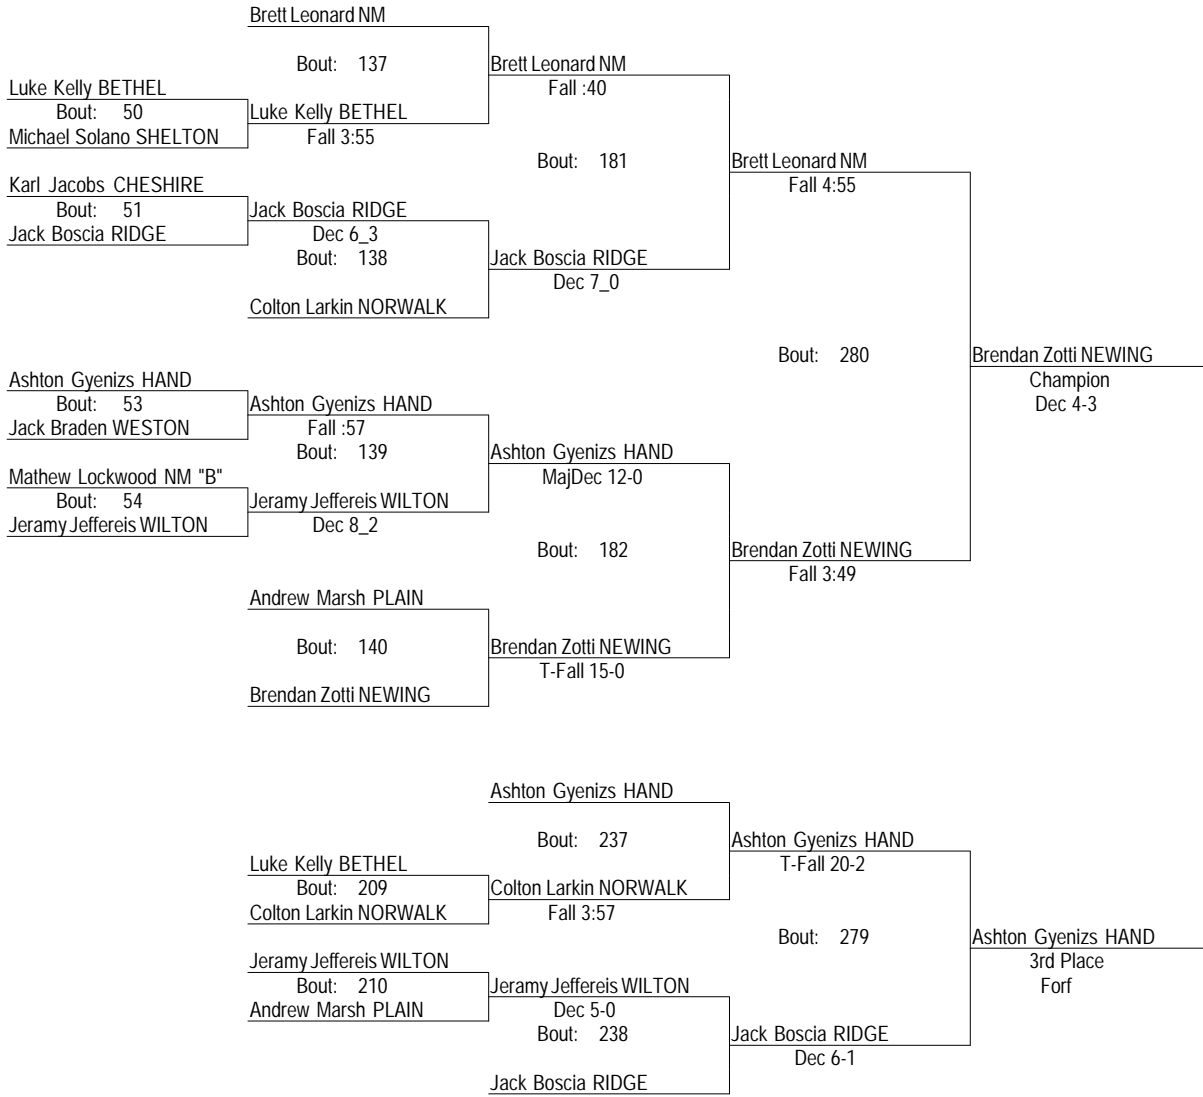 Brett Leonard NM
Bout: 137
Brett Leonard NM
Fall :40
Luke Kelly BETHEL
Bout: 50
Luke Kelly BETHEL
Michael Solano SHELTON
Fall 3:55
Bout: 181
Brett Leonard NM
Fall 4:55
Karl Jacobs CHESHIRE
Bout: 51
Jack Boscia RIDGE
Jack Boscia RIDGE
Dec 6_3
Bout: 138
Jack Boscia RIDGE
Dec 7_0
Colton Larkin NORWALK
Bout: 280
Brendan Zotti NEWING
Champion
Dec 4-3
Ashton Gyenizs HAND
Bout: 53
Ashton Gyenizs HAND
Jack Braden WESTON
Fall :57
Bout: 139
Ashton Gyenizs HAND
MajDec 12-0
Mathew Lockwood NM "B"
Bout: 54
Jeramy Jeffereis WILTON
Jeramy Jeffereis WILTON
Dec 8_2
Bout: 182
Brendan Zotti NEWING
Fall 3:49
Andrew Marsh PLAIN
Bout: 140
Brendan Zotti NEWING
T-Fall 15-0
Brendan Zotti NEWING
Ashton Gyenizs HAND
Bout: 237
Ashton Gyenizs HAND
T-Fall 20-2
Luke Kelly BETHEL
Bout: 209
Colton Larkin NORWALK
Colton Larkin NORWALK
Fall 3:57
Bout: 279
Ashton Gyenizs HAND
3rd Place
Forf
Jeramy Jeffereis WILTON
Bout: 210
Jeramy Jeffereis WILTON
Andrew Marsh PLAIN
Dec 5-0
Bout: 238
Jack Boscia RIDGE
Dec 6-1
Jack Boscia RIDGE